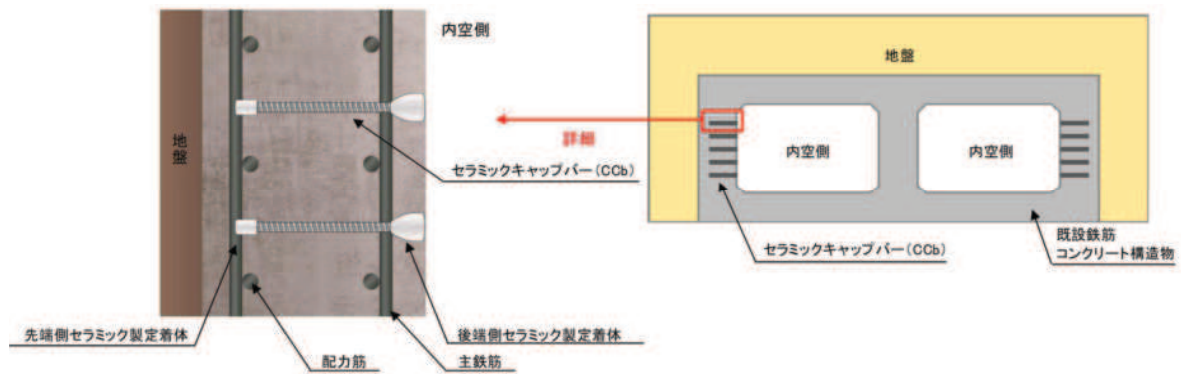 内空側
地盤
セラミックキャップバー(CCb)
先端側セラミック製定着体
配力筋
主鉄筋
後端側セラミック製定着体
詳細
地盤
内空側
内空側
セラミックキャップバー(CCb)
既設鉄筋
コンクリート構造物